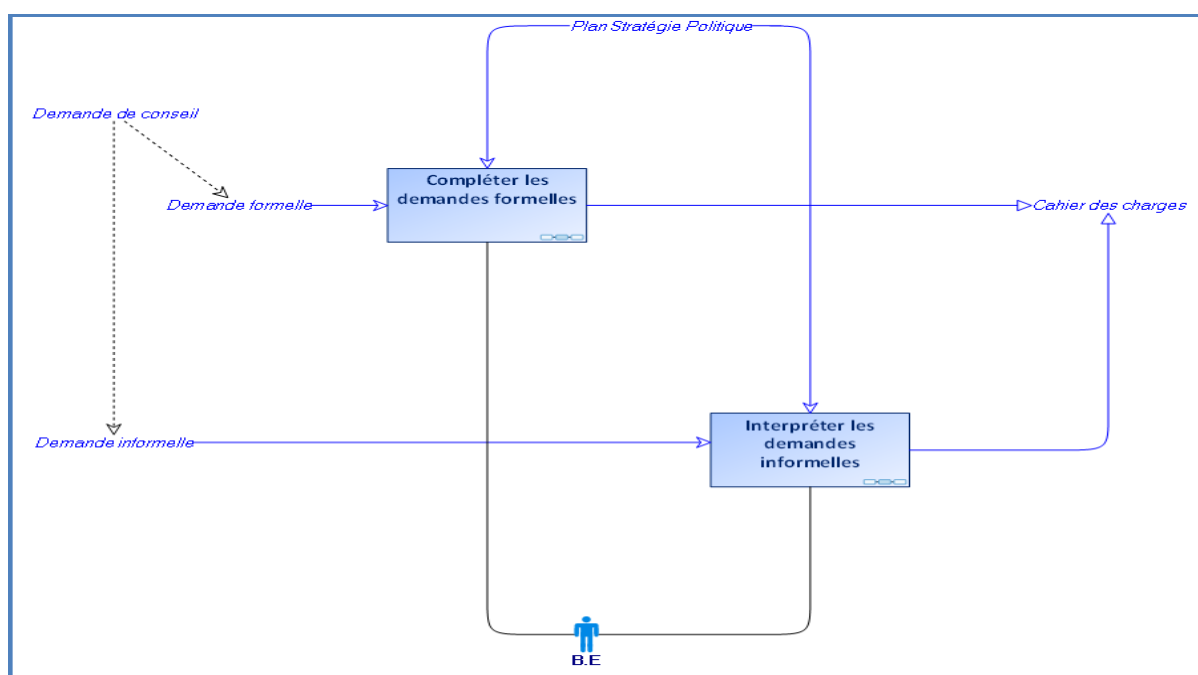 Plan Stratégie Politique
Demande de conseil
Compléter les
demandes formelles
Demande formelle
Cahier des charges
Interpréter les
demandes
informelles
Demande informelle
B.E